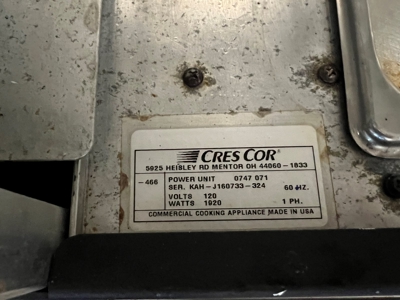 CRES COR®
5925 HEISLEY RD MENTOR OH 44060-1833
-466 POWER UNIT 0747 071
SER. KAH-J160733-324 60 HZ.
VOLTS 120
WATTS 1920 1 PH.
COMMERCIAL COOKING APPLIANCE MADE IN USA